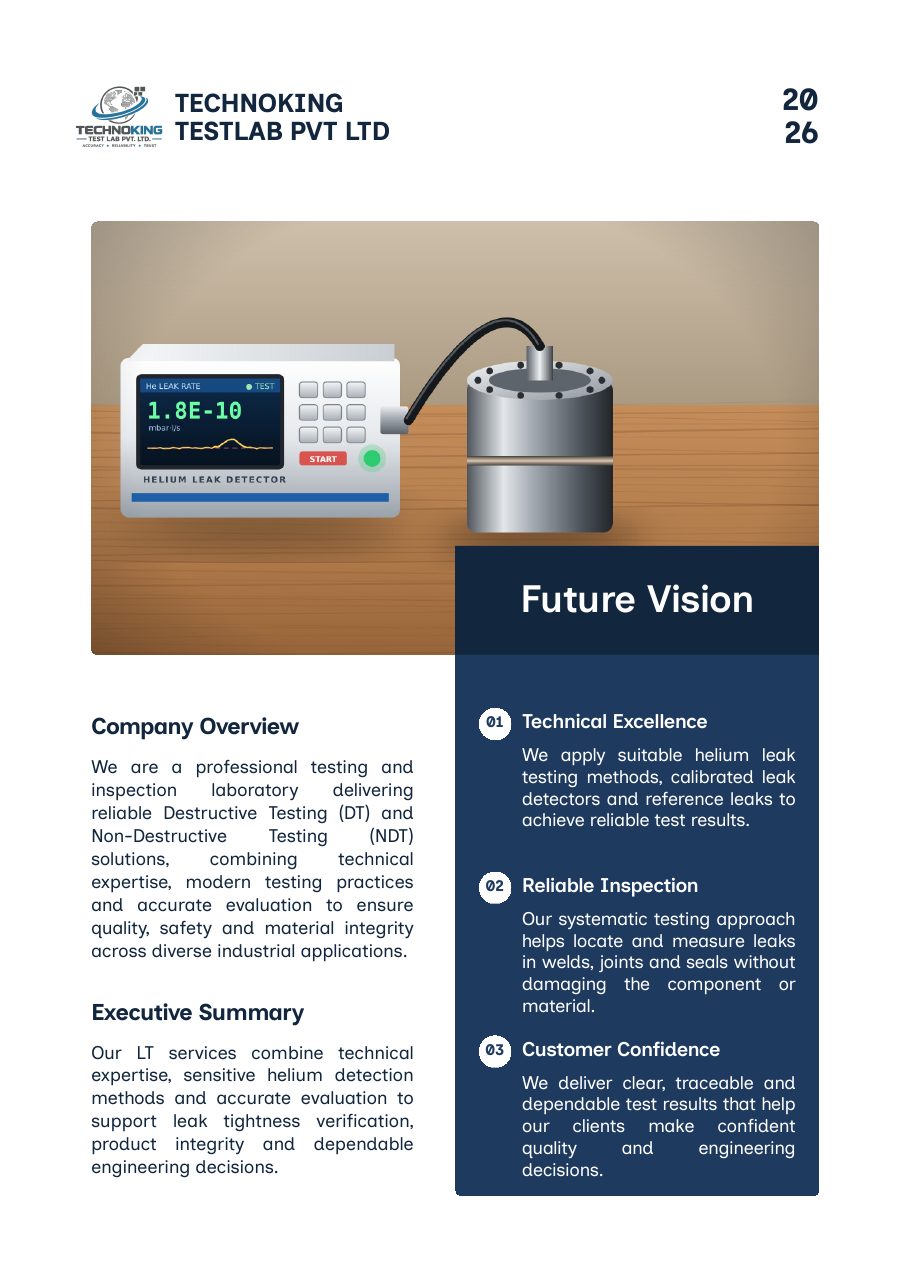 TECHNOKING
TEST LAB PVT. LTD.
ACCURACY • RELIABILITY • TRUST
TECHNOKING
TESTLAB PVT LTD
20
26
He LEAK RATE
TEST
1.8E-10
mbar·l/s
START
HELIUM LEAK DETECTOR
Future Vision
Company Overview
We are a professional testing and
inspection laboratory delivering
reliable Destructive Testing (DT) and
Non-Destructive Testing (NDT)
solutions, combining technical
expertise, modern testing practices
and accurate evaluation to ensure
quality, safety and material integrity
across diverse industrial applications.
Executive Summary
Our LT services combine technical
expertise, sensitive helium detection
methods and accurate evaluation to
support leak tightness verification,
product integrity and dependable
engineering decisions.
01 Technical Excellence
We apply suitable helium leak
testing methods, calibrated leak
detectors and reference leaks to
achieve reliable test results.
02 Reliable Inspection
Our systematic testing approach
helps locate and measure leaks
in welds, joints and seals without
damaging the component or
material.
03 Customer Confidence
We deliver clear, traceable and
dependable test results that help
our clients make confident
quality and engineering
decisions.